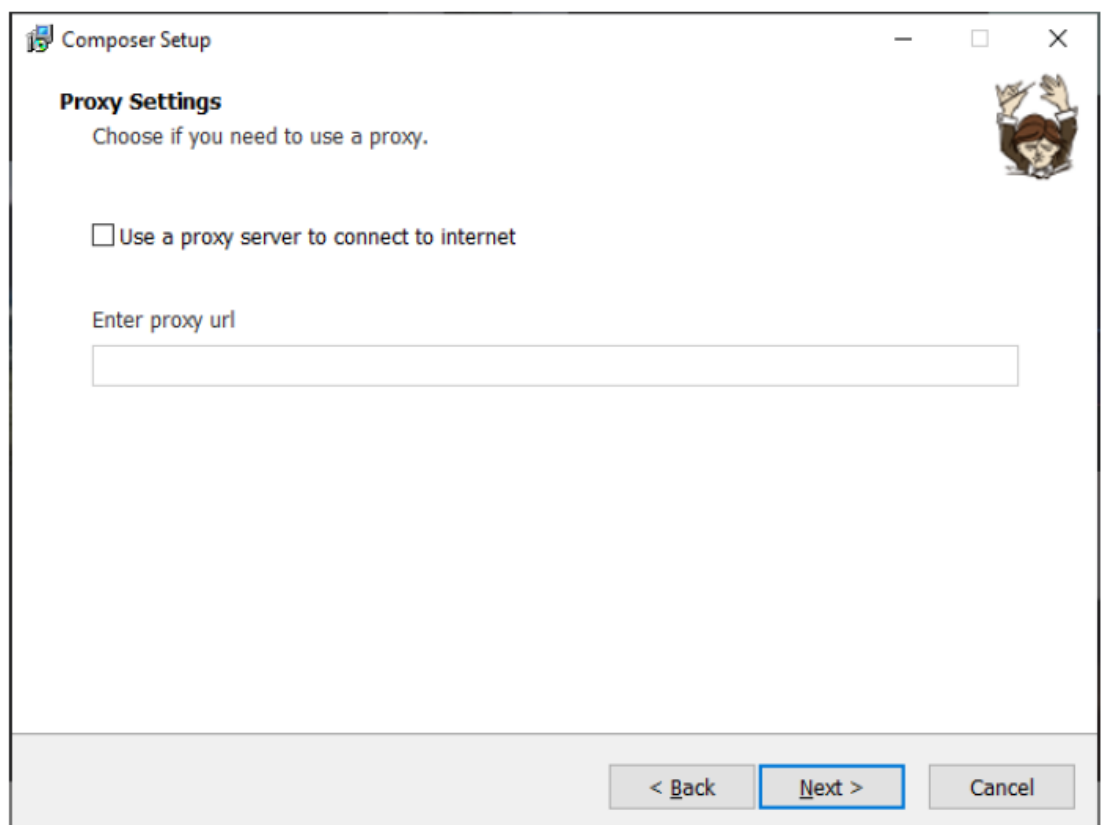 Composer Setup
Proxy Settings
Choose if you need to use a proxy.
Use a proxy server to connect to internet
Enter proxy url
< Back
Next >
Cancel